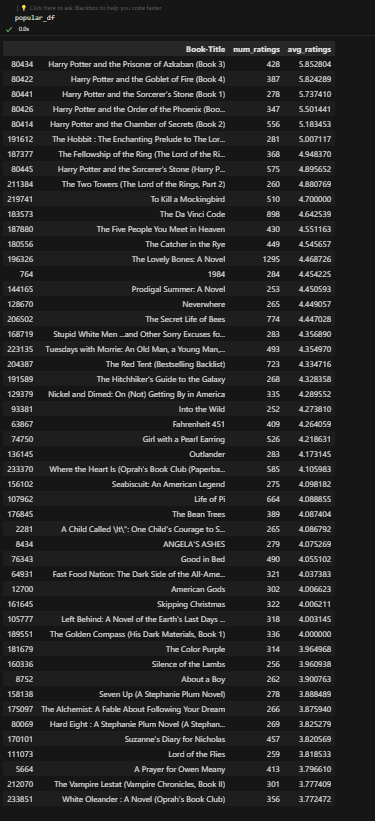 Click here to ask Blackbox to help you code faster
popular_df
0.0s
Book-Title num_ratings avg_ratings
80434 Harry Potter and the Prisoner of Azkaban (Book 3) 428 5.852804
80422 Harry Potter and the Goblet of Fire (Book 4) 387 5.824289
80441 Harry Potter and the Sorcerer's Stone (Book 1) 278 5.737410
80426 Harry Potter and the Order of the Phoenix (Boo... 347 5.501441
80414 Harry Potter and the Chamber of Secrets (Book 2) 556 5.183453
191612 The Hobbit : The Enchanting Prelude to The Lor... 281 5.007117
187377 The Fellowship of the Ring (The Lord of the Ri... 368 4.948370
80445 Harry Potter and the Sorcerer's Stone (Harry P... 575 4.895652
211384 The Two Towers (The Lord of the Rings, Part 2) 260 4.880769
219741 To Kill a Mockingbird 510 4.700000
183573 The Da Vinci Code 898 4.642539
187880 The Five People You Meet in Heaven 430 4.551163
180556 The Catcher in the Rye 449 4.545657
196326 The Lovely Bones: A Novel 1295 4.468726
764 1984 284 4.454225
144165 Prodigal Summer: A Novel 253 4.450593
128670 Neverwhere 265 4.449057
206502 The Secret Life of Bees 774 4.447028
168719 Stupid White Men ...and Other Sorry Excuses fo... 283 4.356890
223135 Tuesdays with Morrie: An Old Man, a Young Man,... 493 4.354970
204387 The Red Tent (Bestselling Backlist) 723 4.334716
191589 The Hitchhiker's Guide to the Galaxy 268 4.328358
129379 Nickel and Dimed: On (Not) Getting By in America 335 4.289552
93381 Into the Wild 252 4.273810
63867 Fahrenheit 451 409 4.264059
74750 Girl with a Pearl Earring 526 4.218631
136145 Outlander 283 4.173145
233370 Where the Heart Is (Oprah's Book Club (Paperba... 585 4.105983
156102 Seabiscuit: An American Legend 275 4.098182
107962 Life of Pi 664 4.088855
176845 The Bean Trees 389 4.087404
2281 A Child Called \It\": One Child's Courage to S... 265 4.086792
8434 ANGELA'S ASHES 279 4.075269
76343 Good in Bed 490 4.055102
64931 Fast Food Nation: The Dark Side of the All-Ame... 321 4.037383
12700 American Gods 302 4.006623
161645 Skipping Christmas 322 4.006211
105777 Left Behind: A Novel of the Earth's Last Days ... 318 4.003145
189551 The Golden Compass (His Dark Materials, Book 1) 336 4.000000
181679 The Color Purple 314 3.964968
160336 Silence of the Lambs 256 3.960938
8752 About a Boy 262 3.900763
158138 Seven Up (A Stephanie Plum Novel) 278 3.888489
175097 The Alchemist: A Fable About Following Your Dream 266 3.875940
80069 Hard Eight : A Stephanie Plum Novel (A Stephan... 269 3.825279
170101 Suzanne's Diary for Nicholas 457 3.820569
111073 Lord of the Flies 259 3.818533
5664 A Prayer for Owen Meany 413 3.796610
212070 The Vampire Lestat (Vampire Chronicles, Book II) 301 3.777409
233851 White Oleander : A Novel (Oprah's Book Club) 356 3.772472